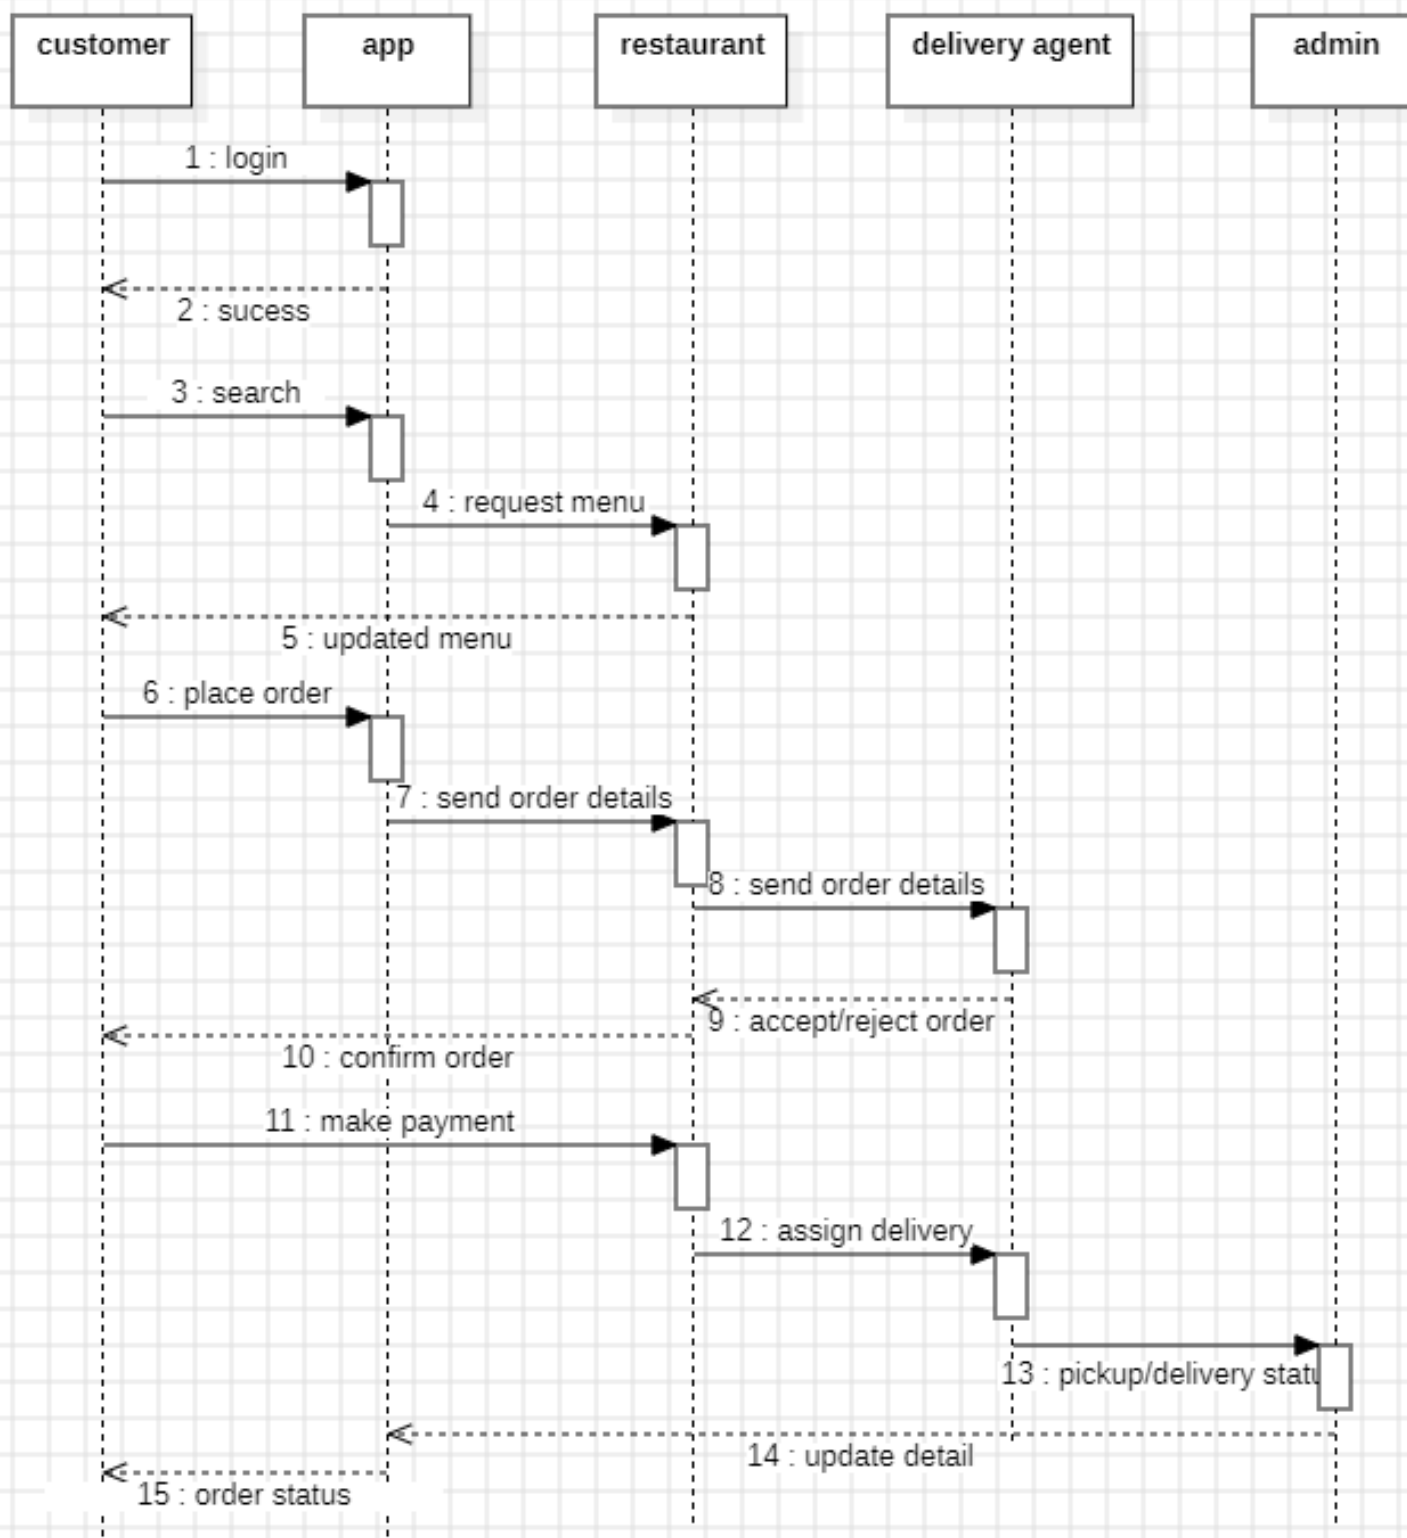 customer
app
restaurant
delivery agent
admin
1 : login
2 : sucess
3 : search
4 : request menu
5 : updated menu
6 : place order
7 : send order details
8 : send order details
9 : accept/reject order
10 : confirm order
11 : make payment
12 : assign delivery
13 : pickup/delivery statu
14 : update detail
15 : order status